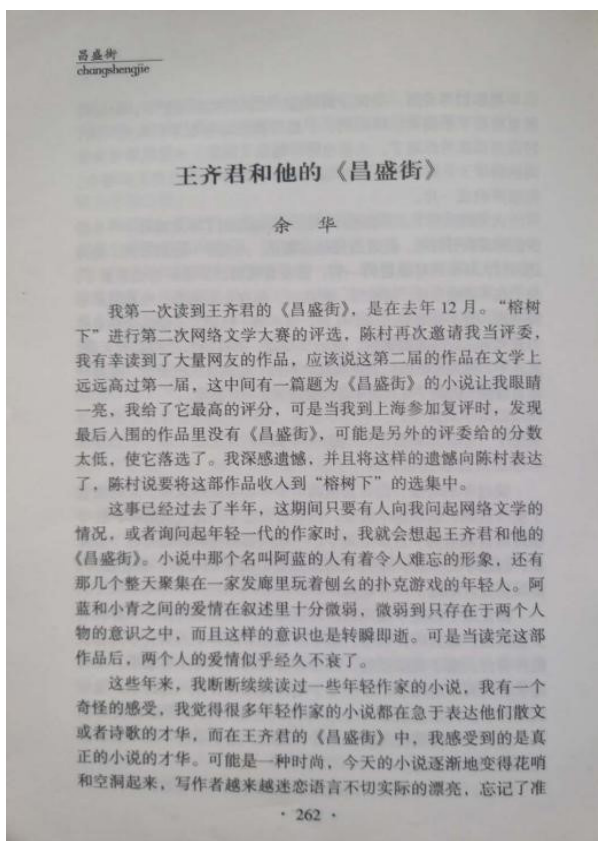 昌盛街
changshengjie
王齐君和他的《昌盛街》
余 华
我第一次读到王齐君的《昌盛街》，是在去年 12 月。“榕树
下”进行第二次网络文学大赛的评选，陈村再次邀请我当评委，
我有幸读到了大量网友的作品，应该说这第二届的作品在文学上
远远高过第一届，这中间有一篇题为《昌盛街》的小说让我眼睛
一亮，我给了它最高的评分，可是当我到上海参加复评时，发现
最后入围的作品里没有《昌盛街》，可能是另外的评委给的分数
太低，使它落选了。我深感遗憾，并且将这样的遗憾向陈村表达
了，陈村说要将这部作品收入到“榕树下”的选集中。
这事已经过去了半年，这期间只要有人向我问起网络文学的
情况，或者询问起年轻一代的作家时，我就会想起王齐君和他的
《昌盛街》。小说中那个名叫阿蓝的人有着令人难忘的形象，还有
那几个整天聚集在一家发廊里玩着刨幺的扑克游戏的年轻人。阿
蓝和小青之间的爱情在叙述里十分微弱，微弱到只存在于两个人
物的意识之中，而且这样的意识也是转瞬即逝。可是当读完这部
作品后，两个人的爱情似乎经久不衰了。
这些年来，我断断续续读过一些年轻作家的小说，我有一个
奇怪的感受，我觉得很多年轻作家的小说都在急于表达他们散文
或者诗歌的才华，而在王齐君的《昌盛街》中，我感受到的是真
正的小说的才华。可能是一种时尚，今天的小说逐渐地变得花哨
和空洞起来，写作者越来越迷恋语言不切实际的漂亮，忘记了准
· 262 ·